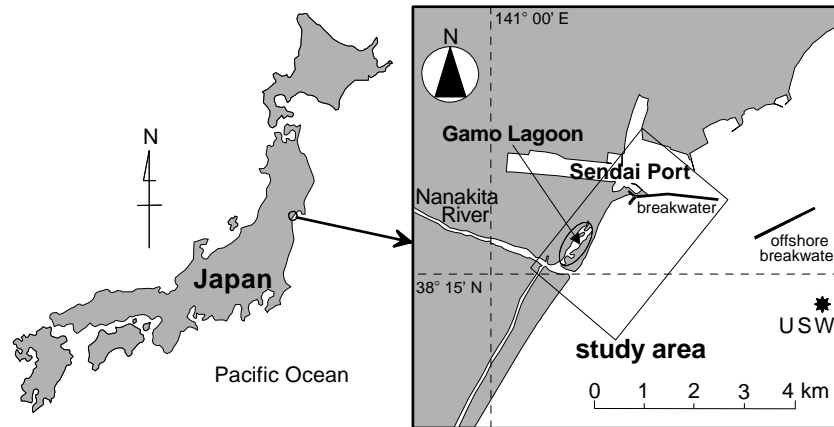 N
Japan
Pacific Ocean
141° 00’ E
N
Gamo Lagoon
Sendai Port
Nanakita
River
breakwater
offshore
breakwate
38° 15’ N
USW
study area
0 1 2 3 4 km